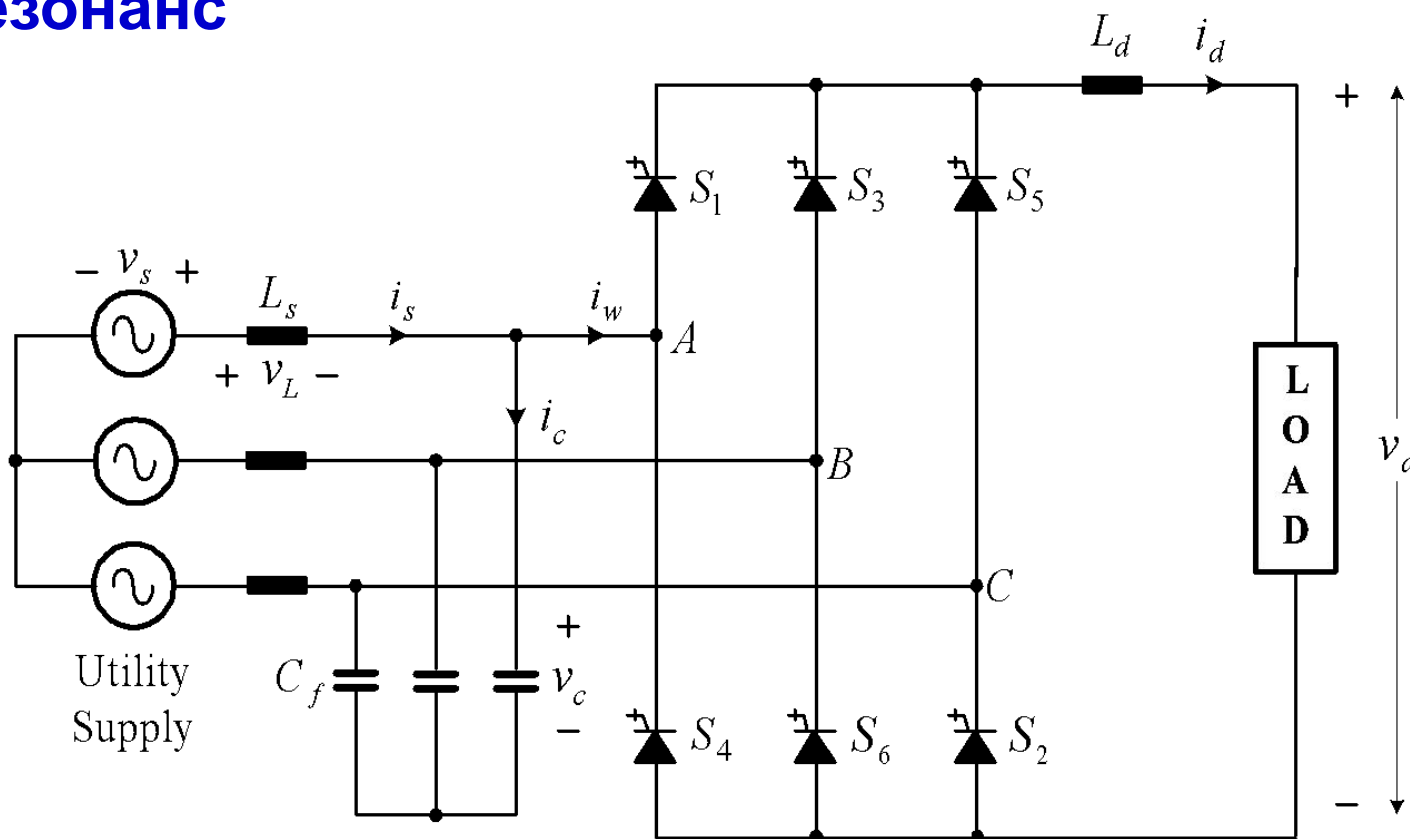 езонанс
L_d
i_d
+
S_1
S_3
S_5
- v_s +
L_s
i_s
i_w
A
+ v_L -
i_c
L
O
A
D
B
C
+
v_c
-
Utility
Supply
C_f
S_4
S_6
S_2
-